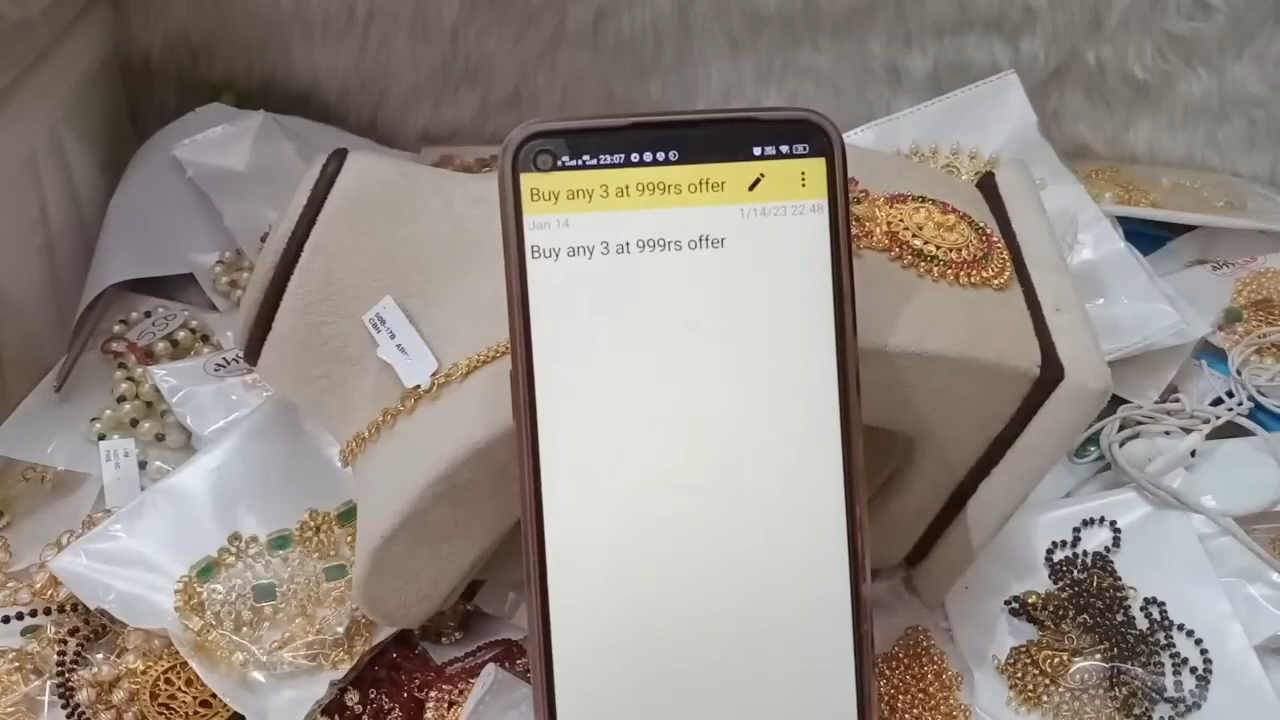 23:07
Buy any 3 at 999rs offer
Jan 14
1/14/23 22:48
Buy any 3 at 999rs offer
550